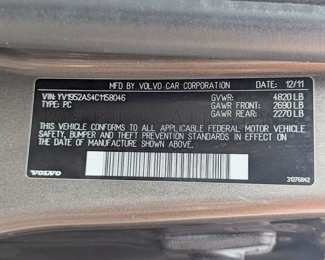 MFD BY VOLVO CAR CORPORATION DATE: 12/11
VIN: YV1952AS4C1158046 GVWR: 4820 LB
TYPE: PC GAWR FRONT: 2690 LB
GAWR REAR: 2270 LB
THIS VEHICLE CONFORMS TO ALL APPLICABLE FEDERAL MOTOR VEHICLE
SAFETY, BUMPER AND THEFT PREVENTION STANDARDS IN EFFECT ON
THE DATE OF MANUFACTURE SHOWN ABOVE.
VOLVO 31276842